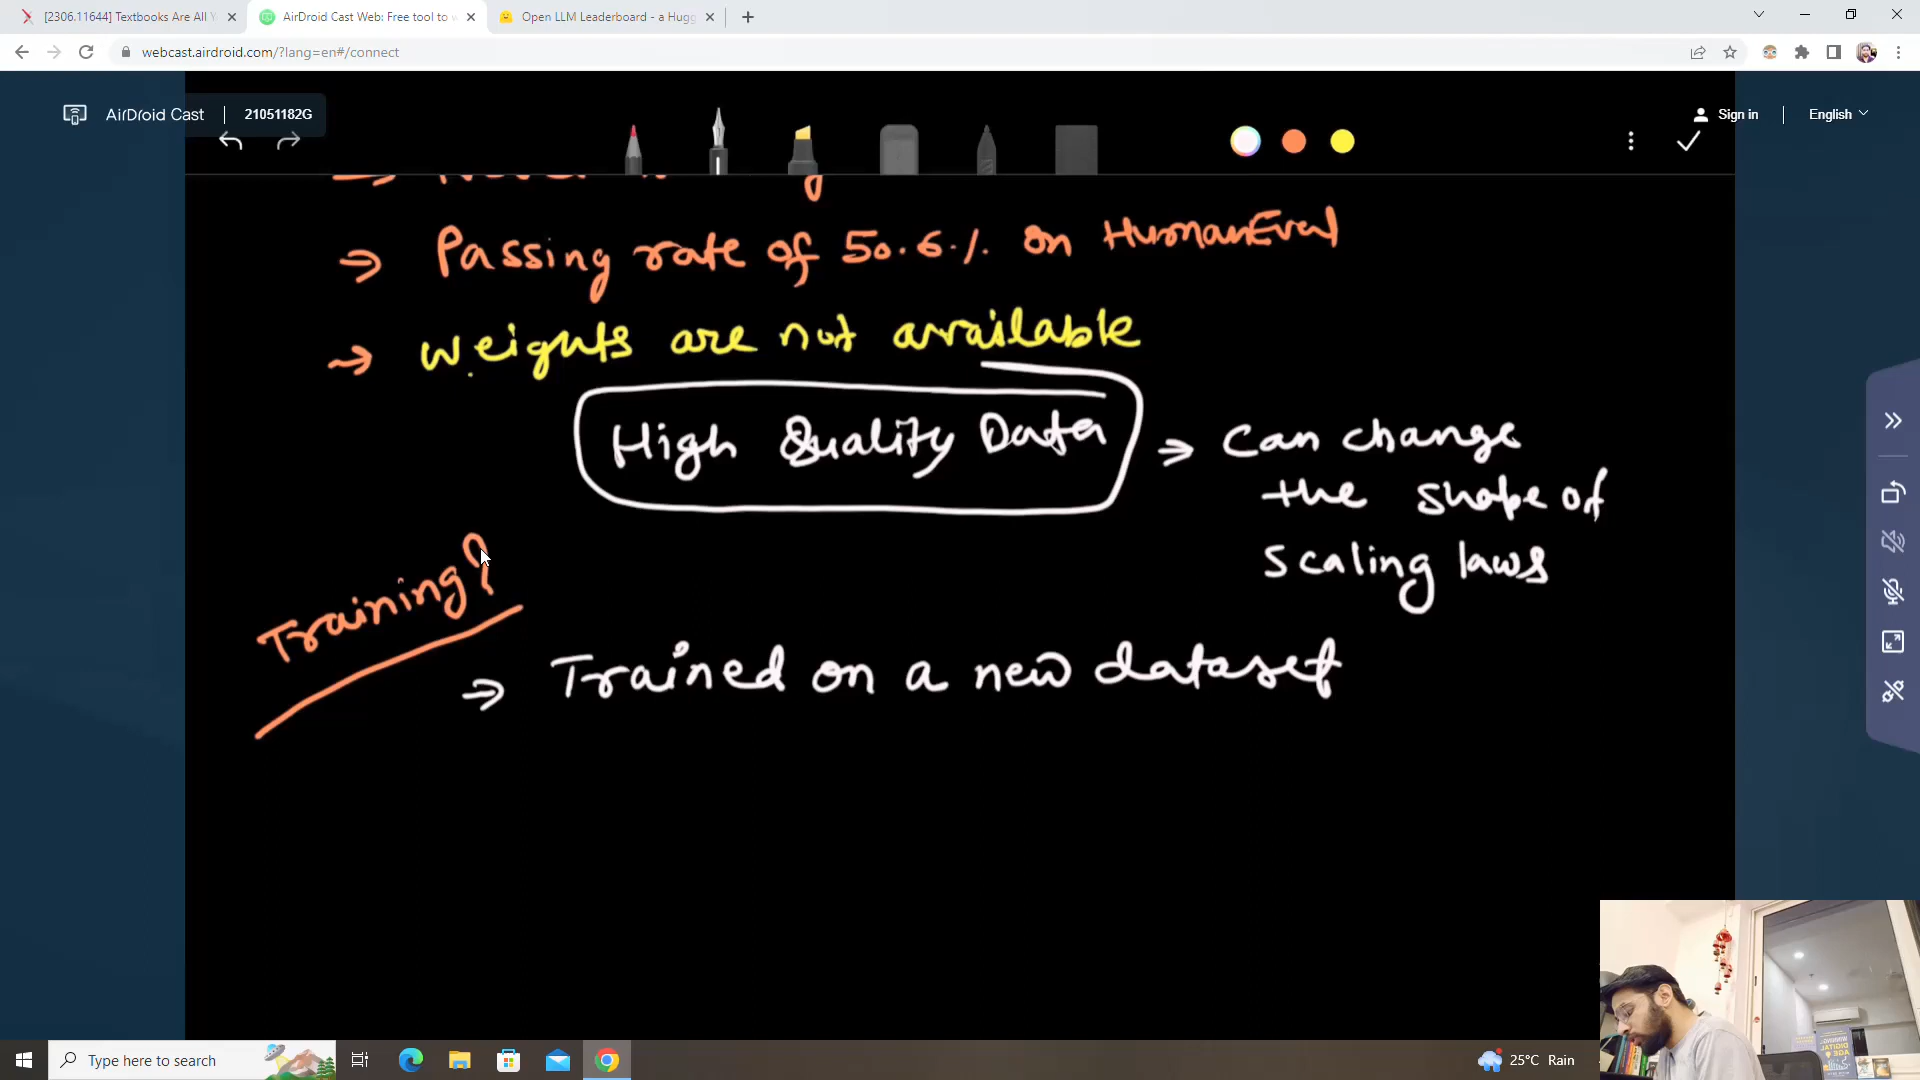 [2306.11644] Textbooks Are All Y
AirDroid Cast Web: Free tool to
Open LLM Leaderboard - a Hugg
webcast.airdroid.com/?lang=en#/connect
AirDroid Cast
21051182G
Sign in
English
→ Passing rate of 50.6% on HumanEval
→ Weights are not available
High Quality Data → Can change
the shape of
scaling laws
Training?
→ Trained on a new dataset
WINNING
DIGITAL
AGE
Type here to search
25°C Rain